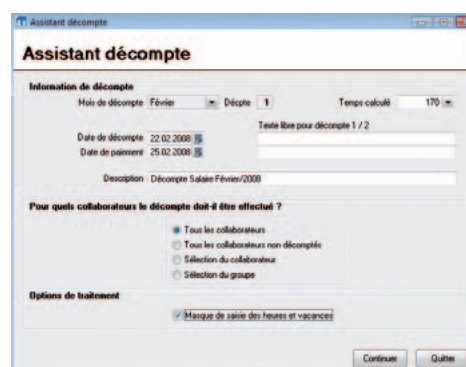 Assistant décompte
Assistant décompte
Information de décompte
Mois de décompte Février Décpte 1 Temps calculé 170
Texte libre pour décompte 1 / 2
Date de décompte 22.02.2008
Date de paiement 25.02.2008
Description Décompte Salaire Février/2008
Pour quels collaborateurs le décompte doit-il être effectué ?
Tous les collaborateurs
Tous les collaborateurs non décomptés
Sélection du collaborateur
Sélection du groupe
Options de traitement
Masque de saisie des heures et vacances
Continuer Quitter